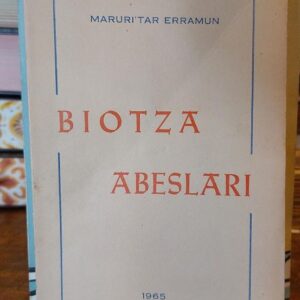 MARURI'TAR ERRAMUN
BIOTZA
ABESLARI
1965